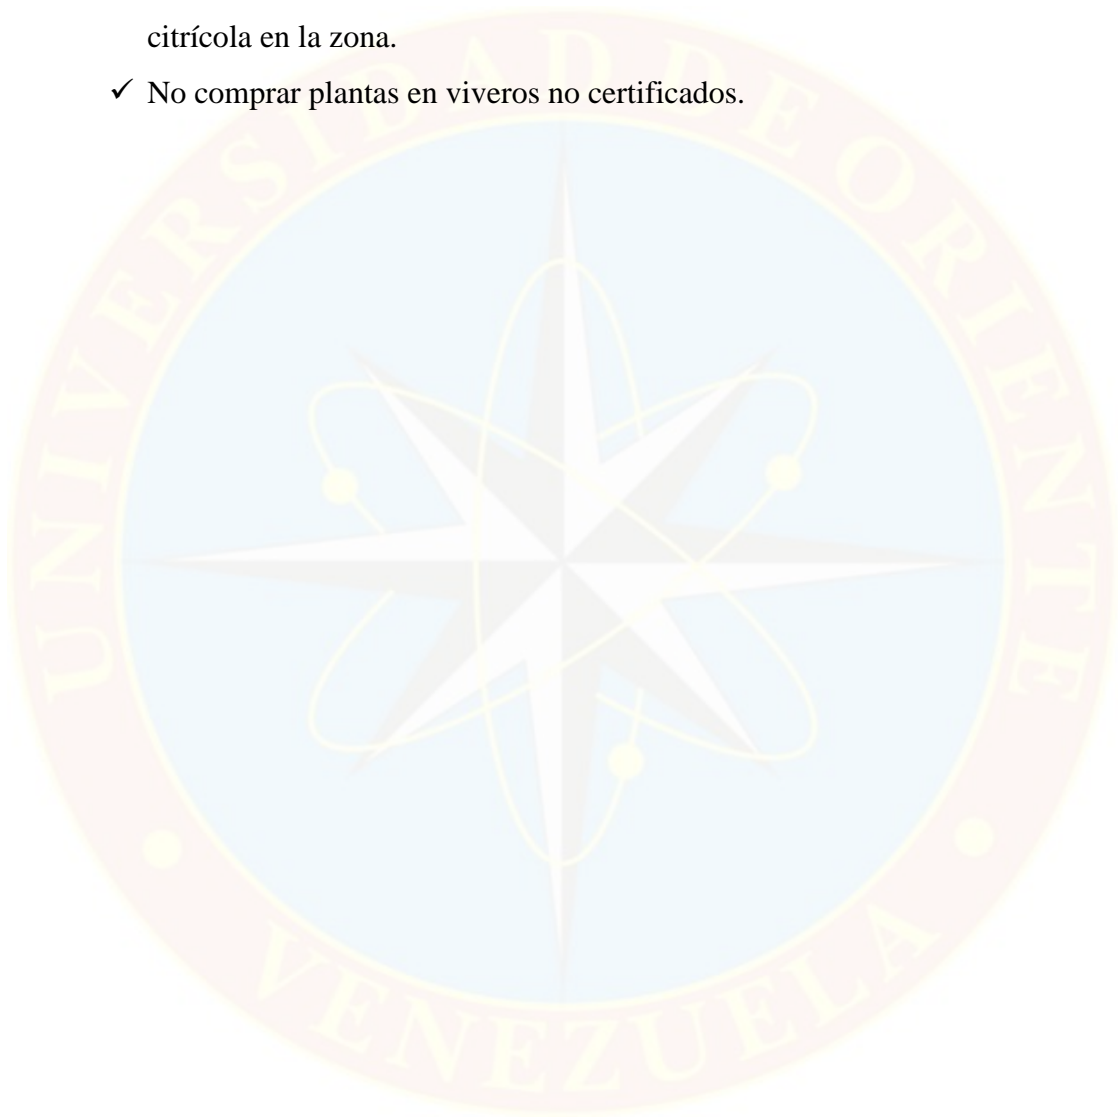 citrícola en la zona.
✓ No comprar plantas en viveros no certificados.
UNIVERSIDAD DE ORIENTE
VENEZUELA